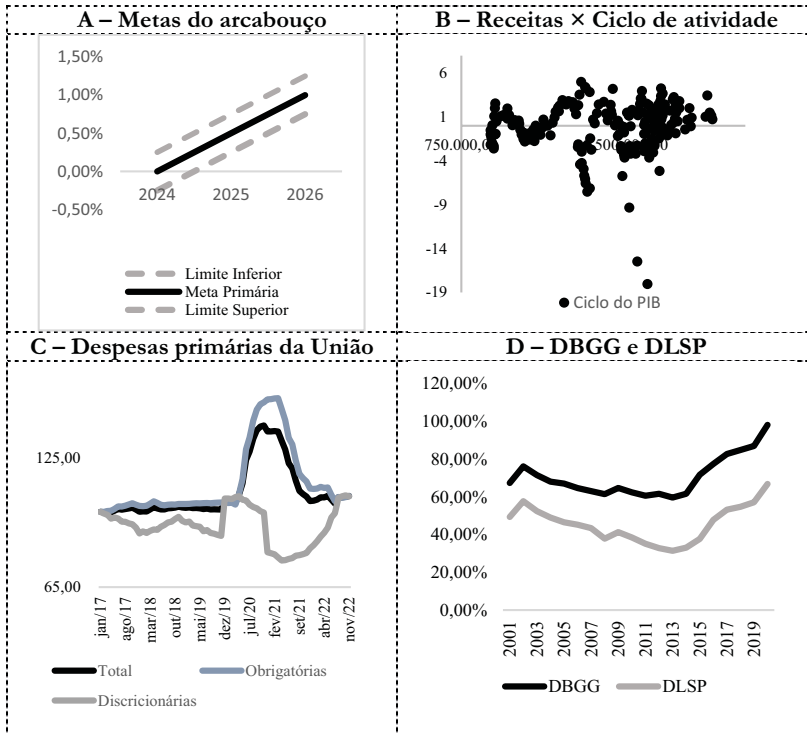 A – Metas do arcabouço
1,50%
1,00%
0,50%
0,00%
-0,50%
2024 2025 2026
Limite Inferior
Meta Primária
Limite Superior
B – Receitas × Ciclo de atividade
6
1
-4
-9
-14
-19
Ciclo do PIB
C – Despesas primárias da União
125,00
65,00
jan/17 ago/17 mar/18 out/18 mai/19 dez/19 jul/20 fev/21 set/21 abr/22 nov/22
Total Obrigatórias
Discricionárias
D – DBGG e DLSP
120,00%
100,00%
80,00%
60,00%
40,00%
20,00%
0,00%
2001 2003 2005 2007 2009 2011 2013 2015 2017 2019
DBGG DLSP